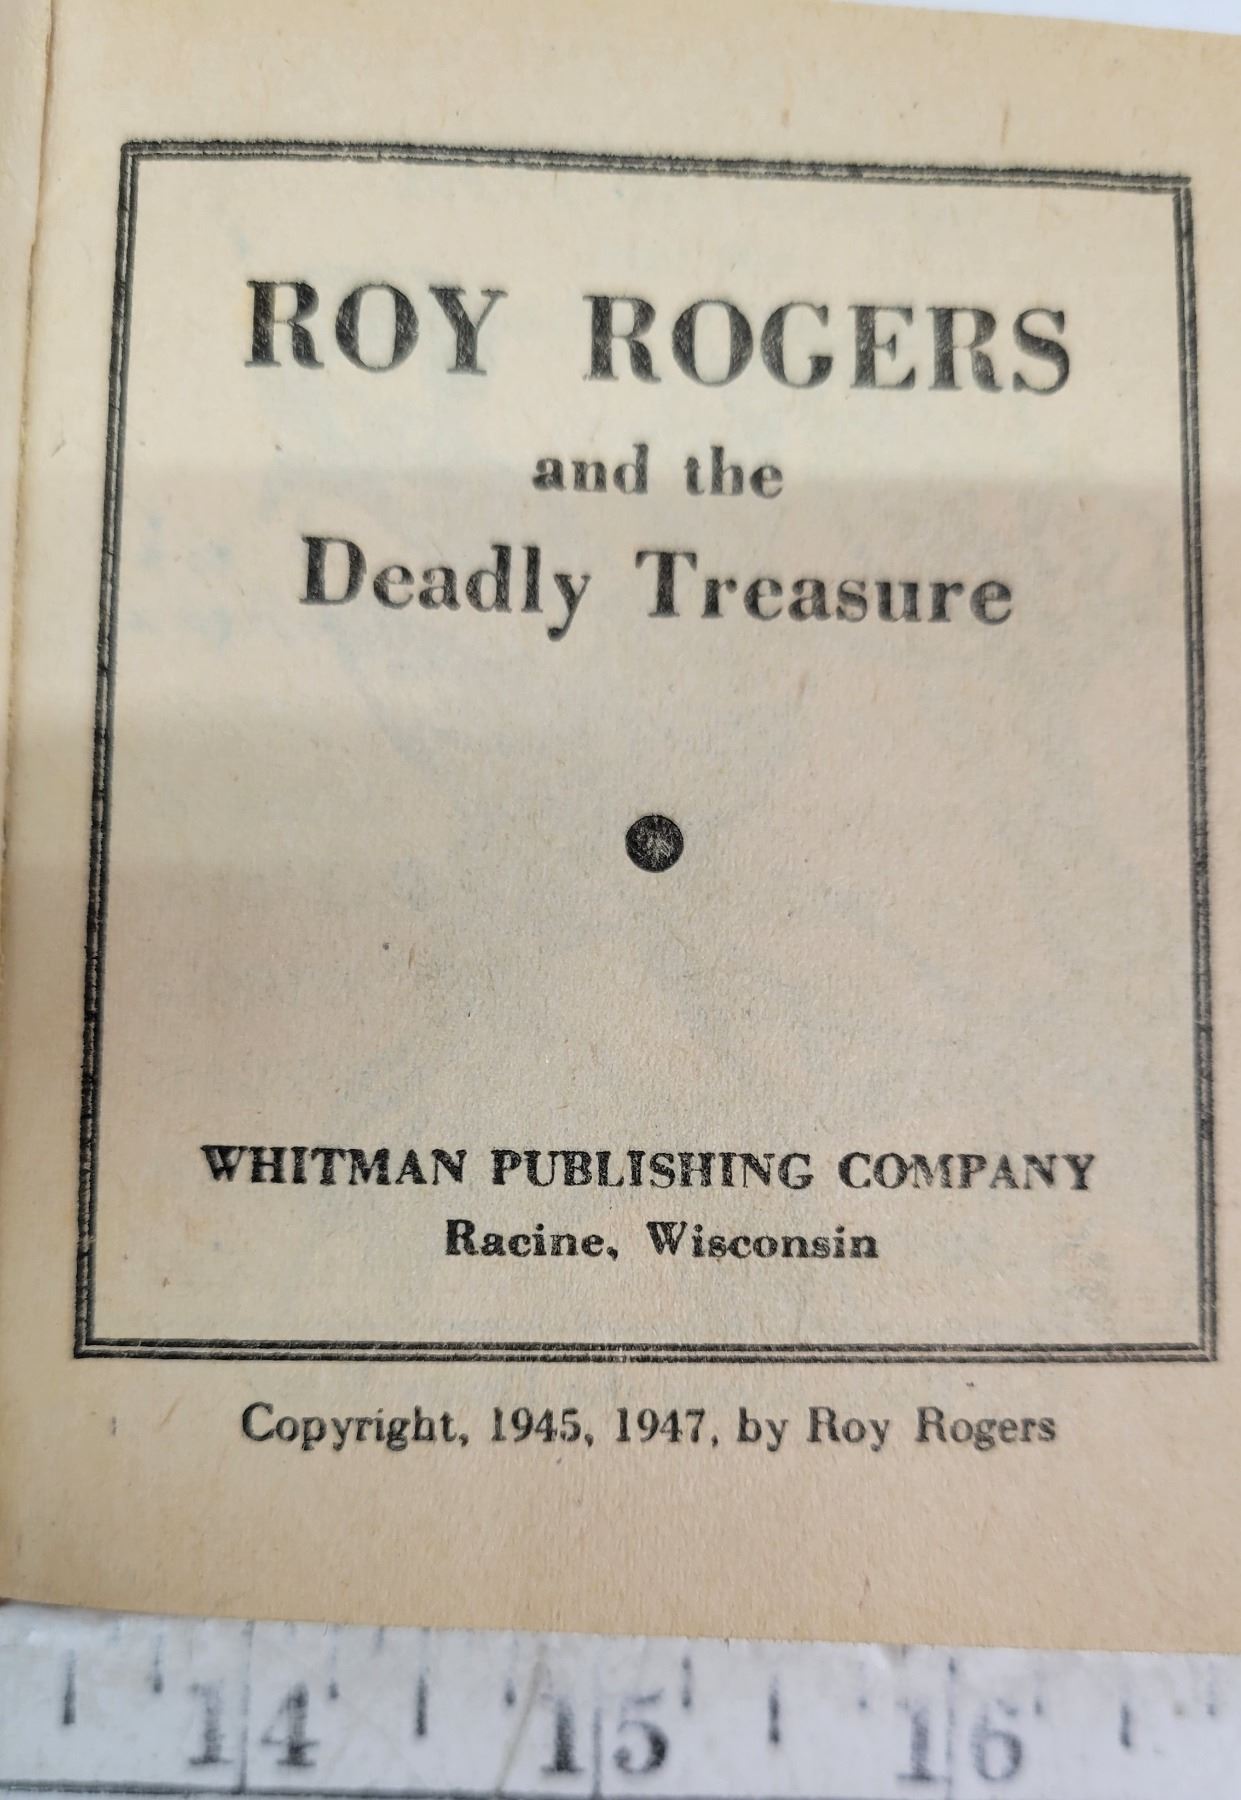 ROY ROGERS
and the
Deadly Treasure
WHITMAN PUBLISHING COMPANY
Racine, Wisconsin
Copyright, 1945, 1947, by Roy Rogers
14 15 16